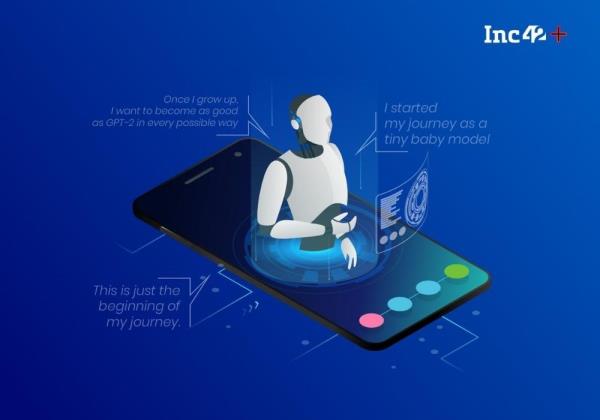 Inc42+
Once I grow up,
I want to become as good
as GPT-2 in every possible way
I started
my journey as a
tiny baby model
This is just the
beginning of
my journey.